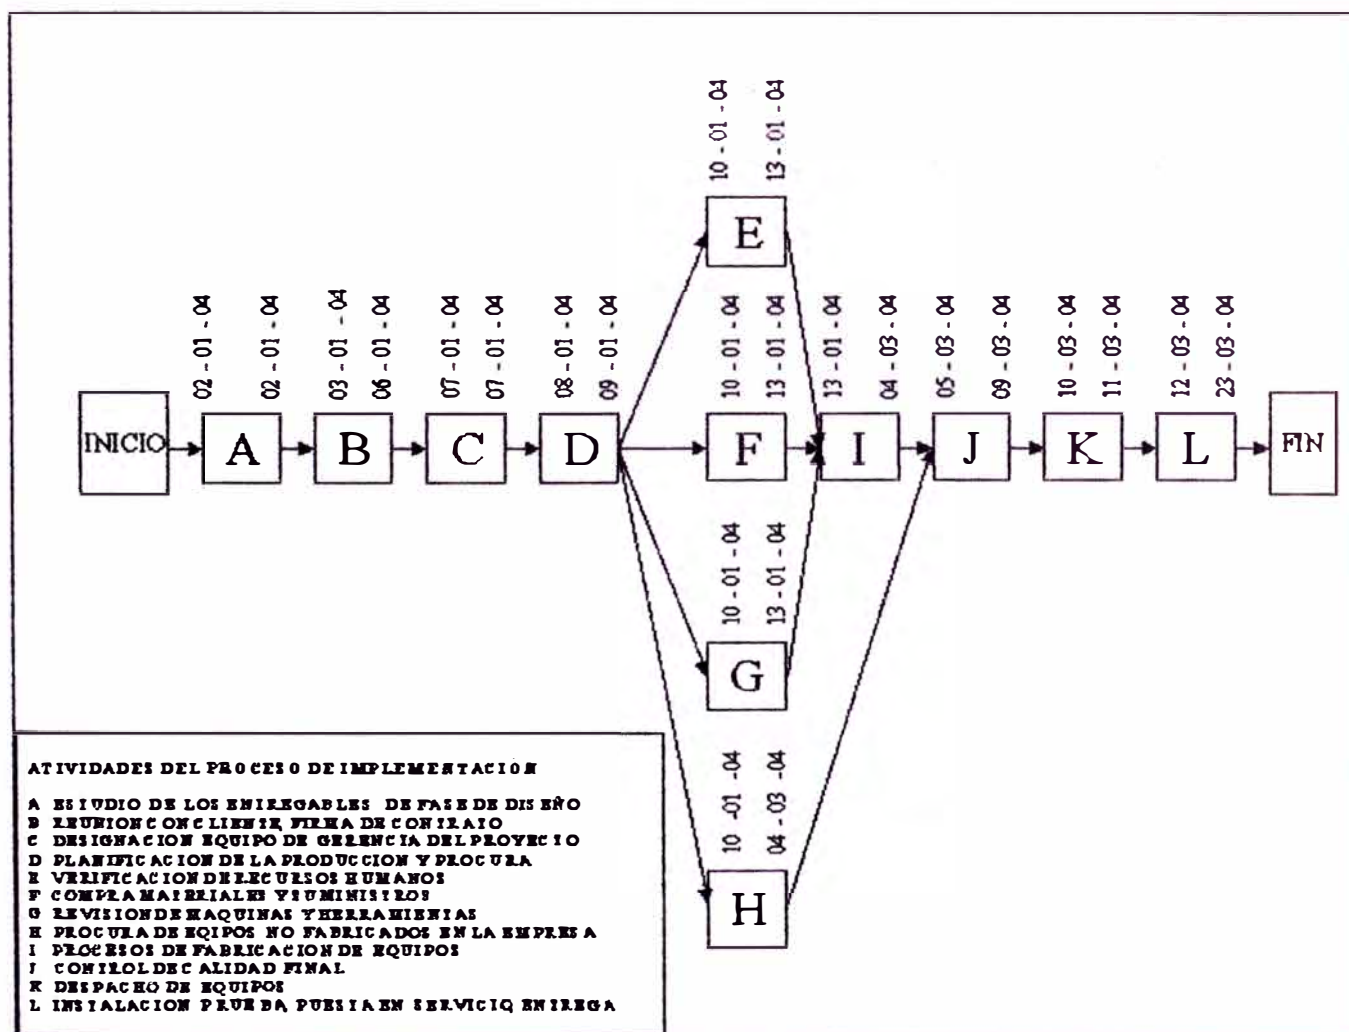 10 - 01 - 04
13 - 01 - 04
E
02 - 01 - 04
02 - 01 - 04
03 - 01 - 04
06 - 01 - 04
07 - 01 - 04
07 - 01 - 04
08 - 01 - 04
09 - 01 - 04
10 - 01 - 04
13 - 01 - 04
13 - 01 - 04
04 - 03 - 04
05 - 03 - 04
09 - 03 - 04
10 - 03 - 04
11 - 03 - 04
12 - 03 - 04
23 - 03 - 04
INICIO
A
B
C
D
F
I
J
K
L
FIN
10 - 01 - 04
13 - 01 - 04
G
10 - 01 - 04
04 - 03 - 04
H
ATIVIDADES DEL PROCESO DE IMPLEMENTACION
A ESTUDIO DE LOS ENTREGABLES DE FASE DE DISEÑO
B REUNION CON CLIENTE, FIRMA DE CONTRATO
C DESIGNACION EQUIPO DE GERENCIA DEL PROYECTO
D PLANIFICACION DE LA PRODUCCION Y PROCURA
E VERIFICACION DE RECURSOS HUMANOS
F COMPRA MATERIALES Y SUMINISTROS
G REVISION DE MAQUINAS Y HERRAMIENTAS
H PROCURA DE EQIPOS NO FABRICADOS EN LA EMPRESA
I PROCESOS DE FABRICACION DE EQUIPOS
J CONTROL DE CALIDAD FINAL
K DESPACHO DE EQUIPOS
L INSTALACION PRUEBA, PUESTA EN SERVICIO, ENTREGA